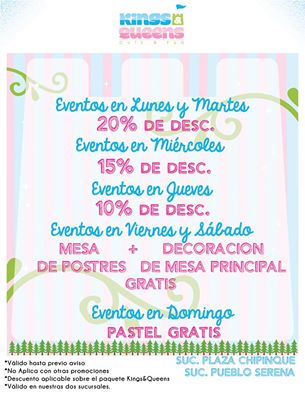 Kings
Queens
Cafe & Fun
Eventos en Lunes y Martes
20% DE DESC.
Eventos en Miércoles
15% DE DESC.
Eventos en Jueves
10% DE DESC.
Eventos en Viernes y Sábado
MESA + DECORACION
DE POSTRES DE MESA PRINCIPAL
GRATIS
Eventos en Domingo
PASTEL GRATIS
SUC. PLAZA CHIPINQUE
SUC. PUEBLO SERENA
*Válido hasta previo aviso
*No Aplica con otras promociones
*Descuento aplicable sobre el paquete Kings&Queens
*Válido en nuestras dos sucursales.